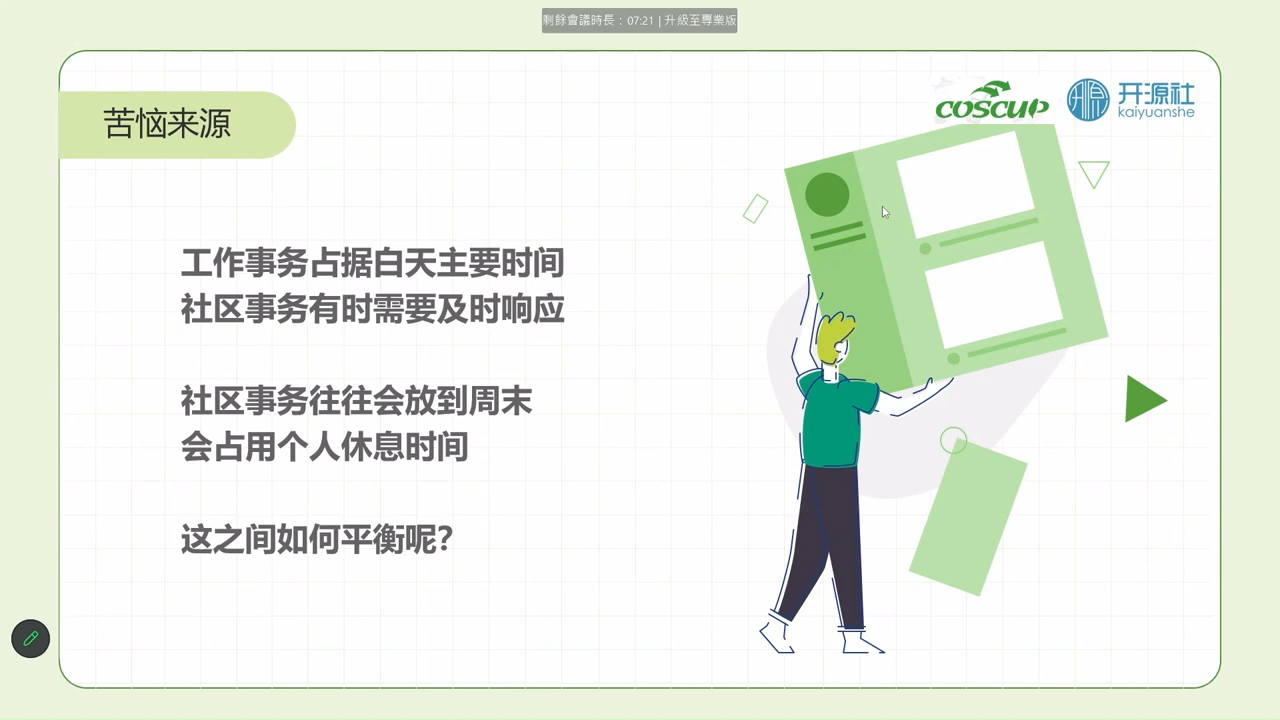 剩餘會議時長：07:21 | 升級至專業版
苦恼来源
coscup
开源社
kaiyuanshe
工作事务占据白天主要时间
社区事务有时需要及时响应
社区事务往往会放到周末
会占用个人休息时间
这之间如何平衡呢？